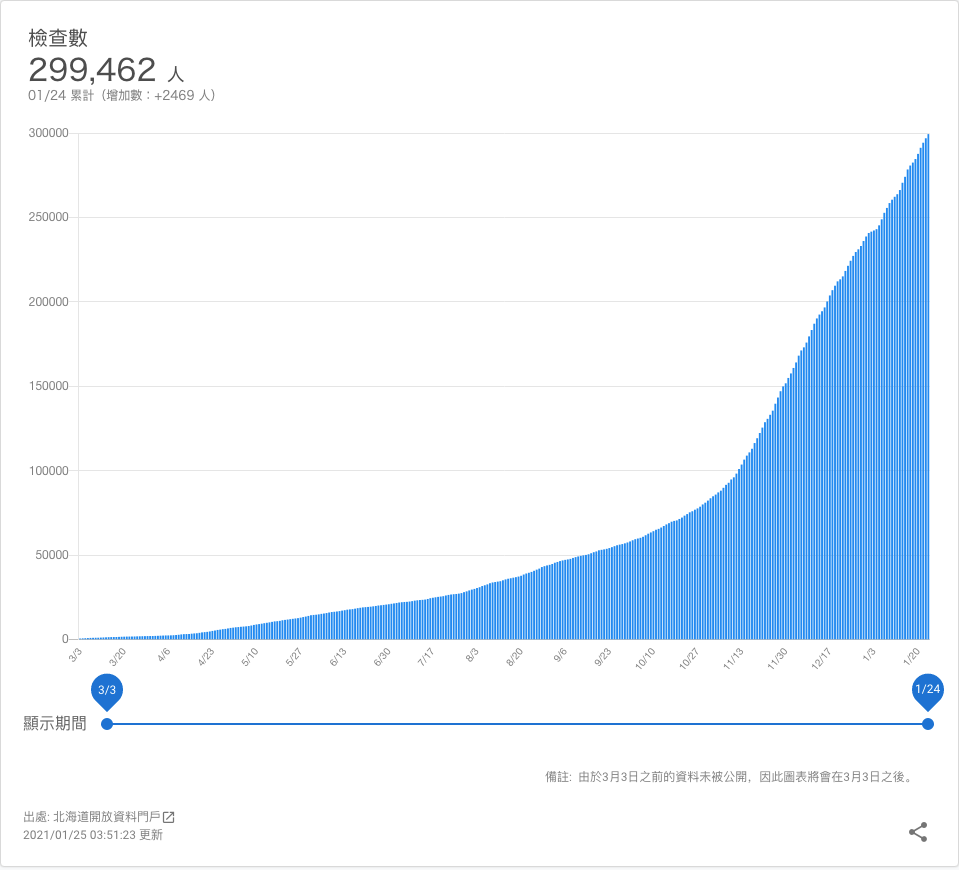 檢查數
299,462 人
01/24 累計（增加數：+2469 人）
300000
250000
200000
150000
100000
50000
0
3/3 3/20 4/6 4/23 5/10 5/27 6/13 6/30 7/17 8/3 8/20 9/6 9/23 10/10 10/27 11/13 11/30 12/17 1/3 1/20
3/3 1/24
顯示期間
備註: 由於3月3日之前的資料未被公開，因此圖表將會在3月3日之後。
出處: 北海道開放資料門戶
2021/01/25 03:51:23 更新